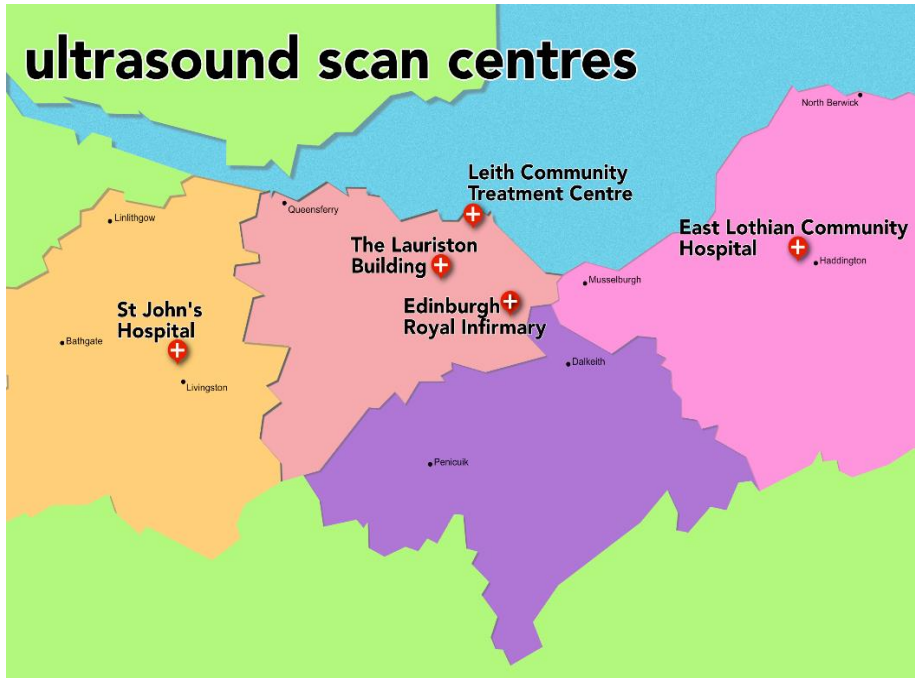 ultrasound scan centres
North Berwick
Leith Community
Treatment Centre
Linlithgow
Queensferry
East Lothian Community
Hospital
The Lauriston
Building
Haddington
Musselburgh
St John's
Hospital
Edinburgh
Royal Infirmary
Bathgate
Dalkeith
Livingston
Penicuik